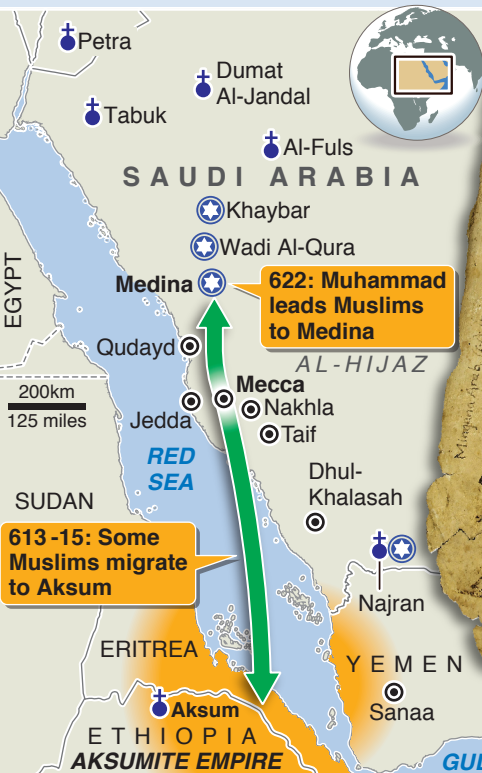 Petra
Dumat
Al-Jandal
Tabuk
Al-Fuls
SAUDI ARABIA
Khaybar
Wadi Al-Qura
Medina
622: Muhammad
leads Muslims
to Medina
EGYPT
Qudayd
AL-HIJAZ
200km
125 miles
Mecca
Nakhla
Jedda
Taif
RED
SEA
Dhul-
Khalasah
SUDAN
613-15: Some
Muslims migrate
to Aksum
Najran
ERITREA
YEMEN
Sanaa
Aksum
ETHIOPIA
AKSUMITE EMPIRE